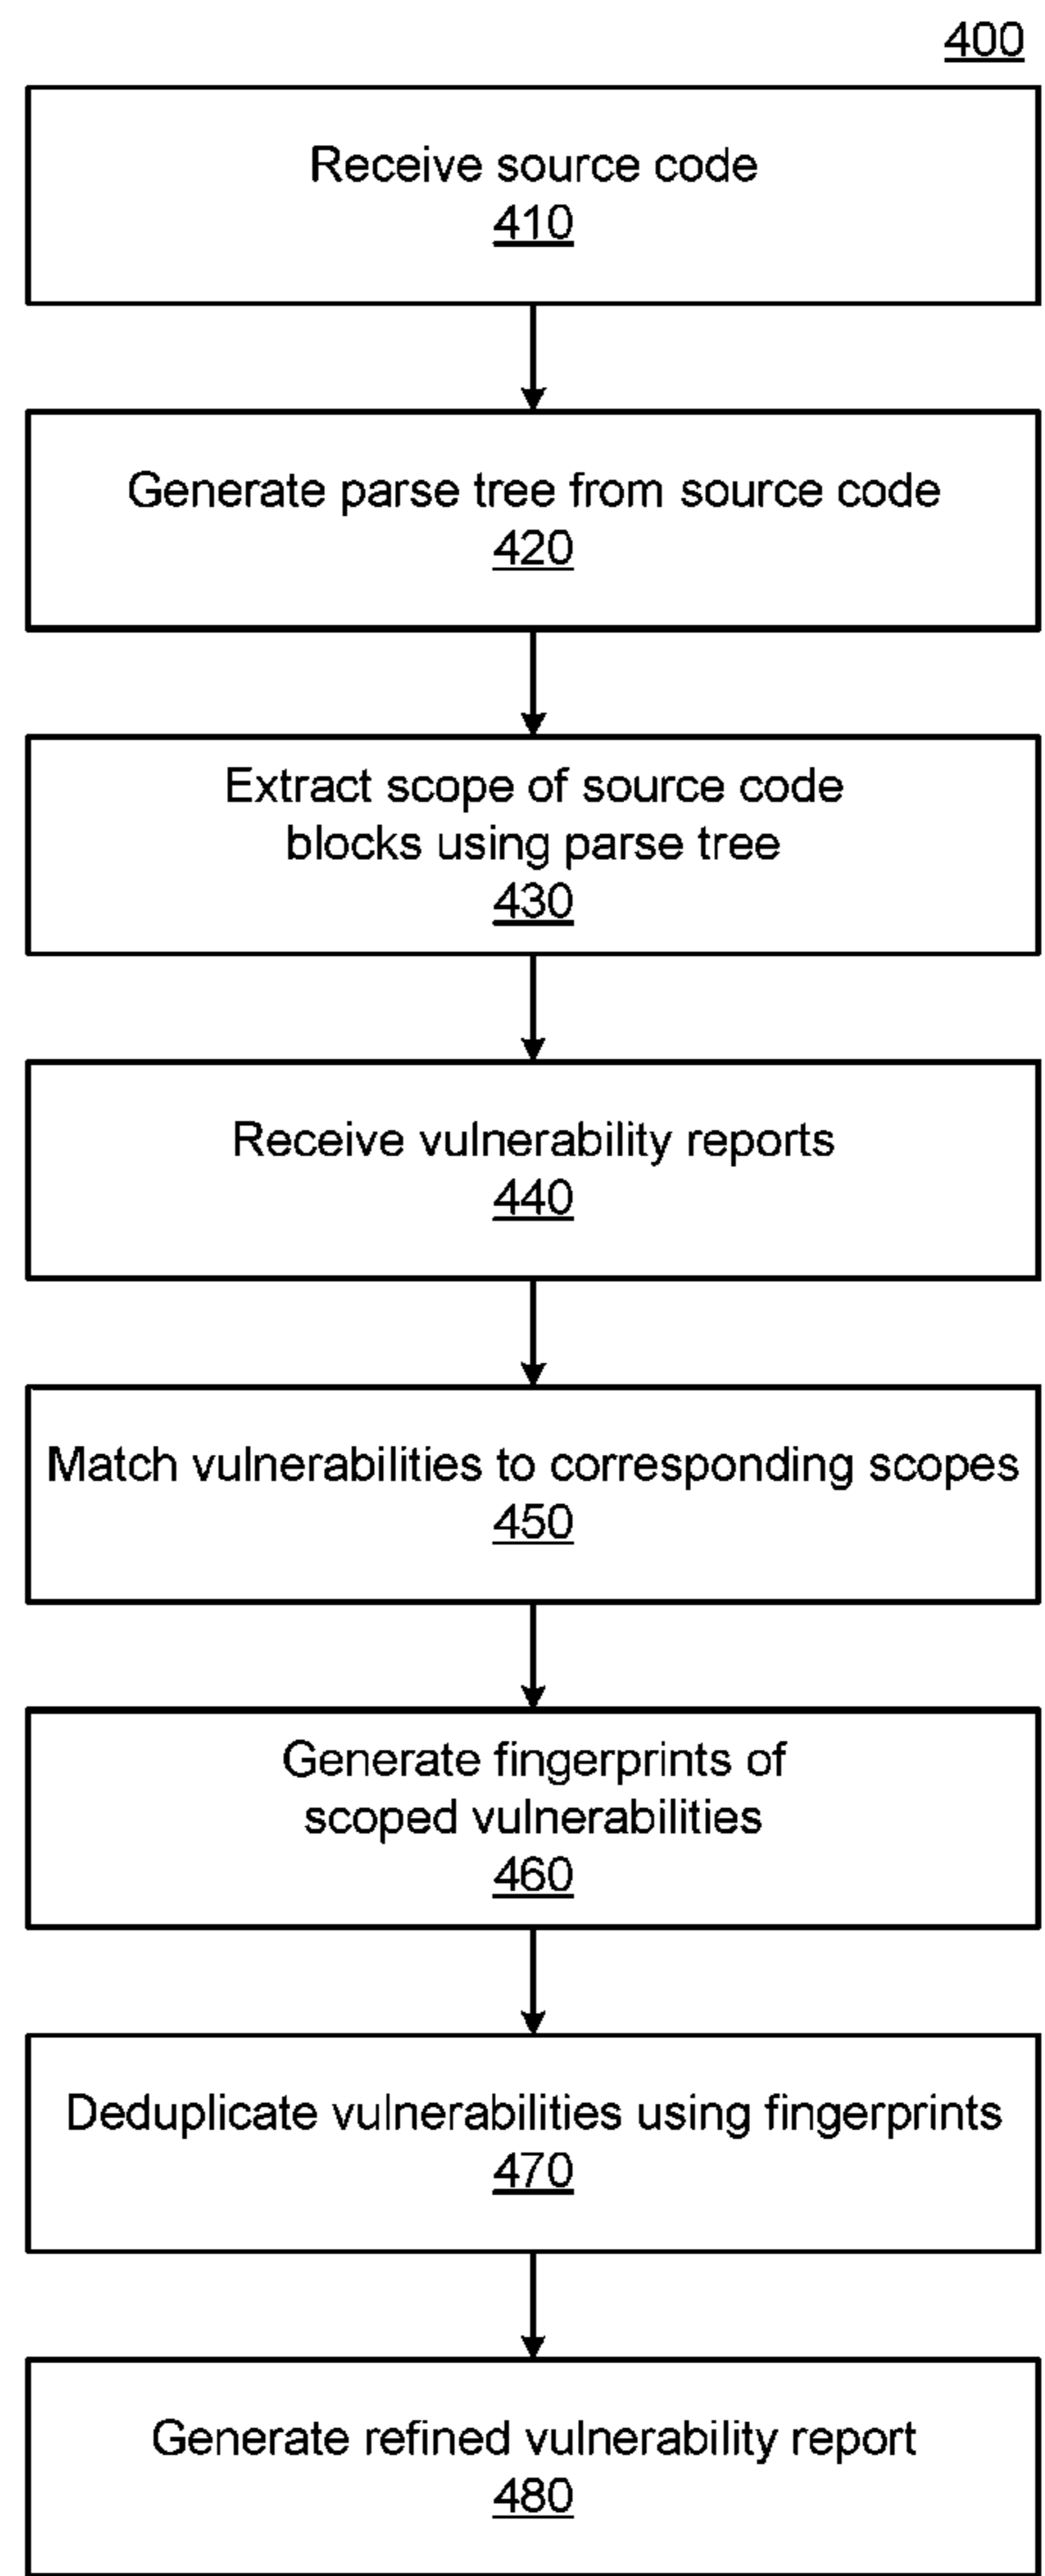 400
Receive source code
410
Generate parse tree from source code
420
Extract scope of source code
blocks using parse tree
430
Receive vulnerability reports
440
Match vulnerabilities to corresponding scopes
450
Generate fingerprints of
scoped vulnerabilities
460
Deduplicate vulnerabilities using fingerprints
470
Generate refined vulnerability report
480